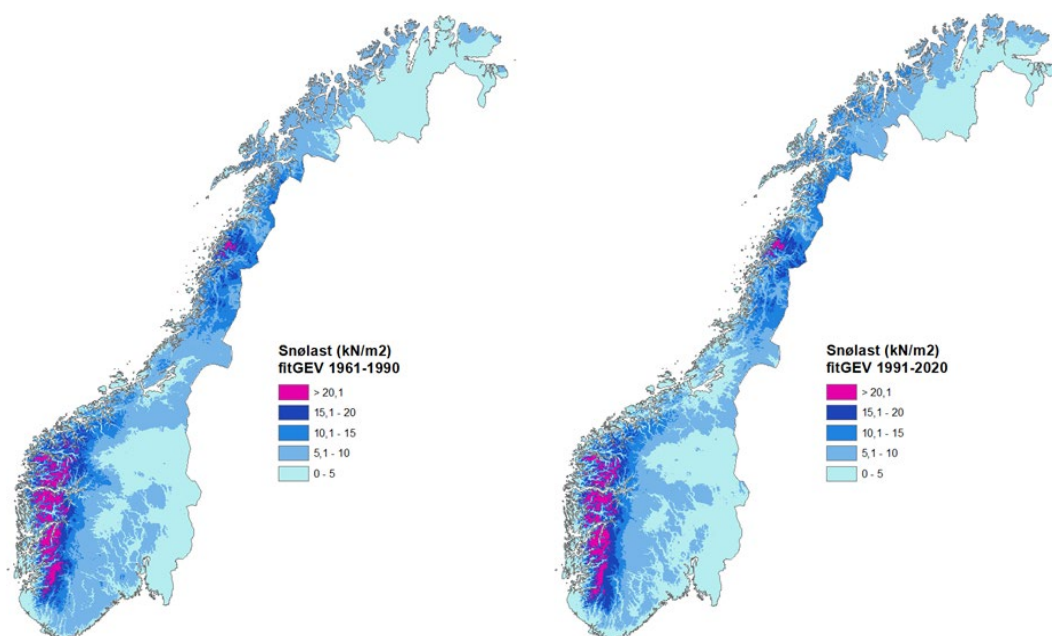 Snølast (kN/m2)
fitGEV 1961-1990
> 20,1
15,1 - 20
10,1 - 15
5,1 - 10
0 - 5
Snølast (kN/m2)
fitGEV 1991-2020
> 20,1
15,1 - 20
10,1 - 15
5,1 - 10
0 - 5